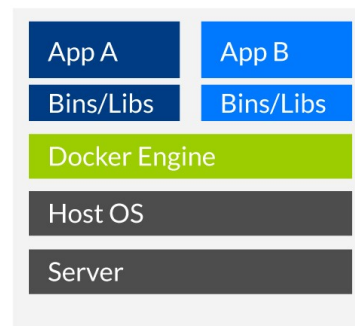 App A App B
Bins/Libs Bins/Libs
Docker Engine
Host OS
Server